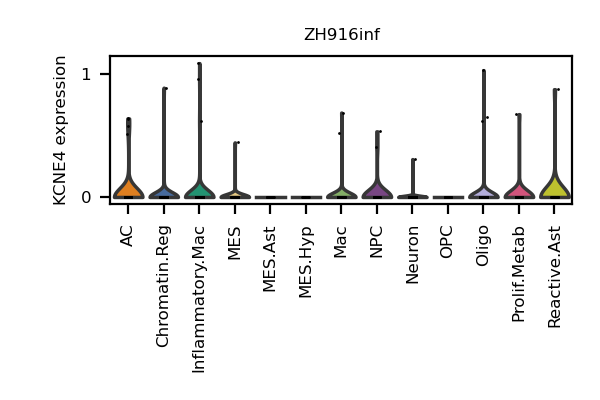 ZH916inf
KCNE4 expression
1
0
AC
Chromatin.Reg
Inflammatory.Mac
MES
MES.Ast
MES.Hyp
Mac
NPC
Neuron
OPC
Oligo
Prolif.Metab
Reactive.Ast